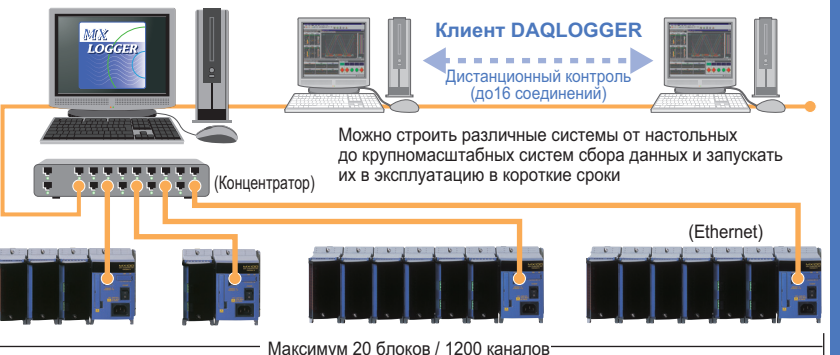 MX
LOGGER
Клиент DAQLOGGER
Дистанционный контроль
(до16 соединений)
Можно строить различные системы от настольных
до крупномасштабных систем сбора данных и запускать
их в эксплуатацию в короткие сроки
(Концентратор)
(Ethernet)
Максимум 20 блоков / 1200 каналов